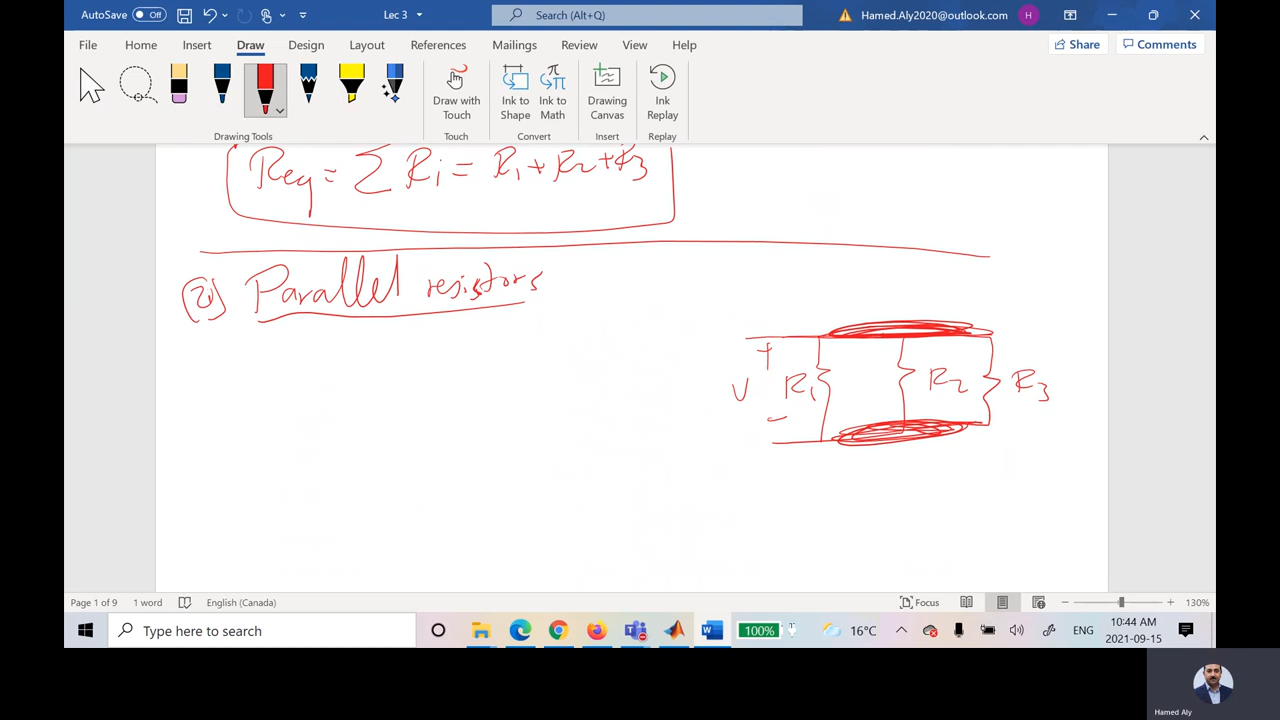 AutoSave Off Lec 3 Search (Alt+Q) Hamed.Aly2020@outlook.com H
File Home Insert Draw Design Layout References Mailings Review View Help Share Comments
Draw with Touch Ink to Shape Ink to Math Drawing Canvas Ink Replay
Drawing Tools Touch Convert Insert Replay
Req = Σ Ri = R1+R2+R3
(2) Parallel resistors
+
V R1 R2 R3
-
Page 1 of 9 1 word English (Canada) Focus 130%
Type here to search 100% 16°C ENG 10:44 AM
2021-09-15
Hamed Aly